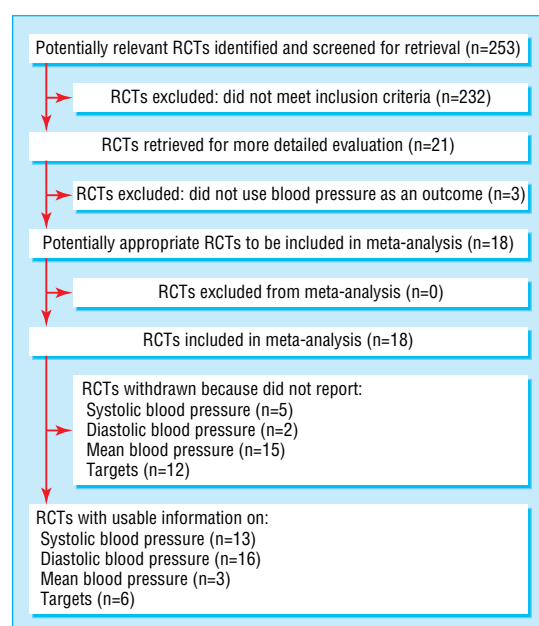 Potentially relevant RCTs identified and screened for retrieval (n=253)
RCTs excluded: did not meet inclusion criteria (n=232)
RCTs retrieved for more detailed evaluation (n=21)
RCTs excluded: did not use blood pressure as an outcome (n=3)
Potentially appropriate RCTs to be included in meta-analysis (n=18)
RCTs excluded from meta-analysis (n=0)
RCTs included in meta-analysis (n=18)
RCTs withdrawn because did not report:
Systolic blood pressure (n=5)
Diastolic blood pressure (n=2)
Mean blood pressure (n=15)
Targets (n=12)
RCTs with usable information on:
Systolic blood pressure (n=13)
Diastolic blood pressure (n=16)
Mean blood pressure (n=3)
Targets (n=6)